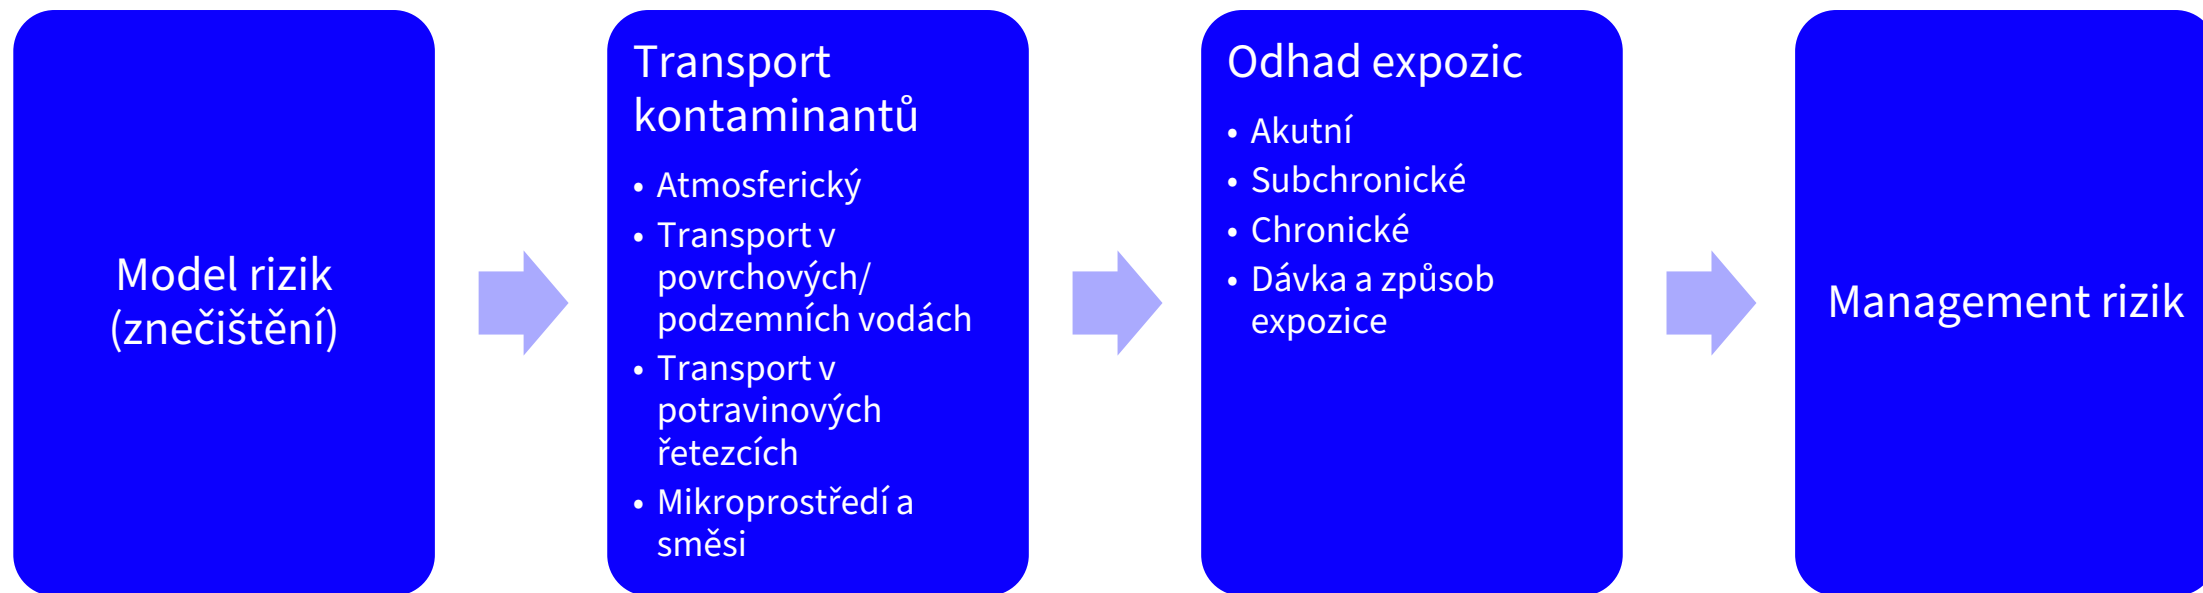 Model rizik
(znečištění)
Transport
kontaminantů
• Atmosferický
• Transport v
povrchových/
podzemních vodách
• Transport v
potravinových
řetezcích
• Mikroprostředí a
směsi
Odhad expozic
• Akutní
• Subchronické
• Chronické
• Dávka a způsob
expozice
Management rizik